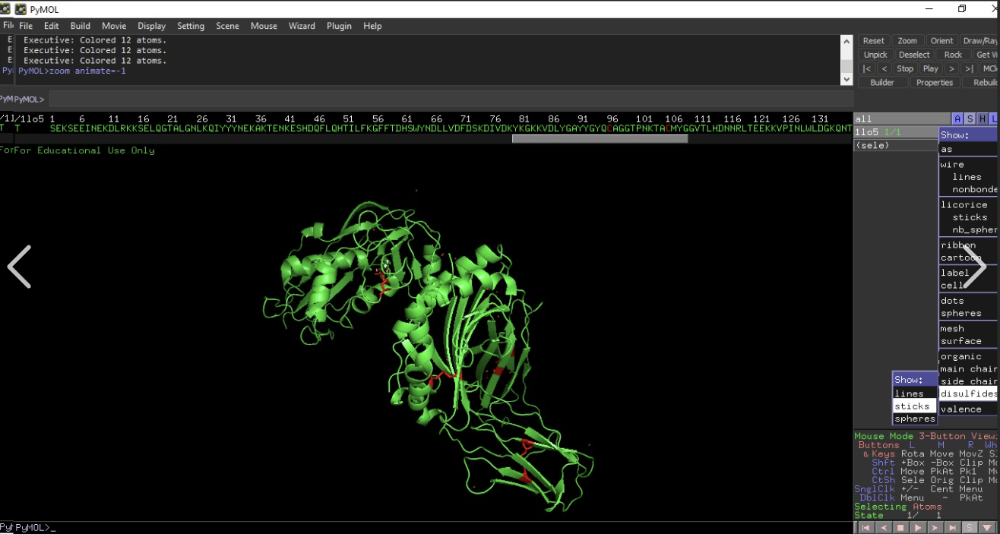 PyMOL
Fil File Edit Build Movie Display Setting Scene Mouse Wizard Plugin Help
E Executive: Colored 12 atoms.
E Executive: Colored 12 atoms.
E Executive: Colored 12 atoms.
Py PyMOL>zoom animate=-1
Reset Zoom Orient Draw/Ray
Unpick Deselect Rock Get Vi
|< < Stop Play > >| MCl
Builder Properties Rebuil
PyM PyMOL>
/1] /1lo5 1 6 11 16 21 26 31 36 41 46 51 56 61 66 71 76 81 86 91 96 101 106 111 116 121 126 131
T T SEKSEEINEKDLRKKSELQGTALGNLKQIYYYNEKAKTENKESHDQFLQHTILFKGFFTDHSWYNDLLVDFDSKDIVDKYKGKKVDLYGAYYGYQCAGGTPNKTACMYGGVTLHDNNRLTEEKKVPINLWLDGKQNT
For For Educational Use Only
all A S H L
1lo5 1/1
(sele)
Show:
as
wire
lines
nonbonde
licorice
sticks
nb_spher
ribbon
cartoon
label
cell
dots
spheres
mesh
surface
organic
main chain
side chain
disulfides
valence
Show:
lines
sticks
spheres
Mouse Mode 3-Button View
Buttons L M R Wh
& Keys Rota Move MovZ S
Shft +Box -Box Clip Mo
Ctrl Move PkAt Pk1 M
CtSh Sele Orig Clip Mo
SnglClk +/- Cent Menu
DblClk Menu - PkAt
Selecting Atoms
State 1/ 1
PyM PyMOL>_
S